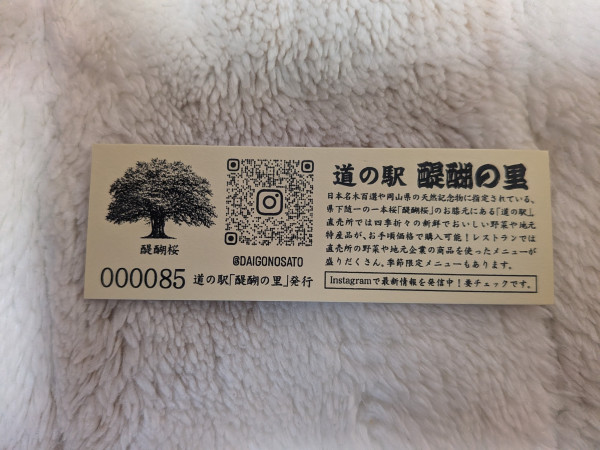 醍醐桜
000085
@DAIGONOSATO
道の駅「醍醐の里」発行
道の駅 醍醐の里
日本名木百選や岡山県の天然記念物に指定されている、
県下随一の一本桜「醍醐桜」のお膝元にある「道の駅」。
直売所では四季折々の新鮮でおいしい野菜や地元
特産品が、お手頃価格で購入可能!レストランでは
直売所の野菜や地元企業の商品を使ったメニューが
盛りだくさん。季節限定メニューもあります。
Instagramで最新情報を発信中!要チェックです。